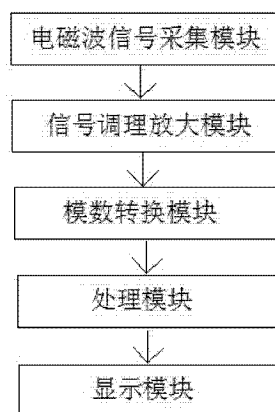 电磁波信号采集模块
信号调理放大模块
模数转换模块
处理模块
显示模块